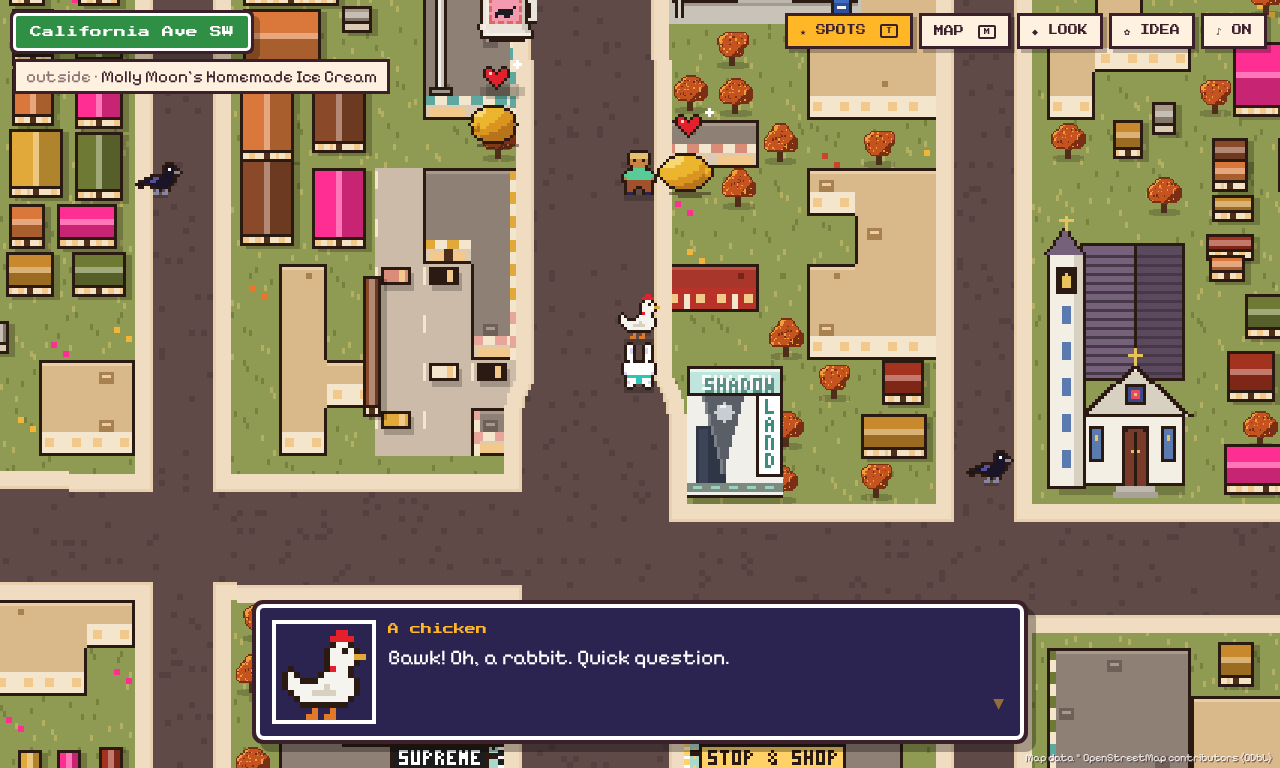 California Ave SW
outside · Molly Moon's Homemade Ice Cream
★ SPOTS T
MAP M
◆ LOOK
✿ IDEA
♪ ON
SHADOW
LAND
A chicken
Bawk! Oh, a rabbit. Quick question.
SUPREME
STOP & SHOP
Map data © OpenStreetMap contributors (ODbL)